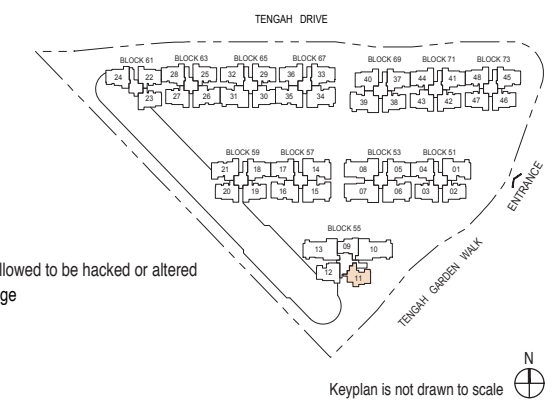 TENGAH DRIVE
BLOCK 61 BLOCK 63 BLOCK 65 BLOCK 67 BLOCK 69 BLOCK 71 BLOCK 73
24 22 28 25 32 29 36 33 40 37 44 41 48 45
23 27 26 31 30 35 34 39 38 43 42 47 46
BLOCK 59 BLOCK 57 BLOCK 53 BLOCK 51
21 18 17 14 08 05 04 01
20 19 16 15 07 06 03 02
ENTRANCE
BLOCK 55
13 09 10
12 11
TENGAH GARDEN WALK
llowed to be hacked or altered
ge
N
Keyplan is not drawn to scale